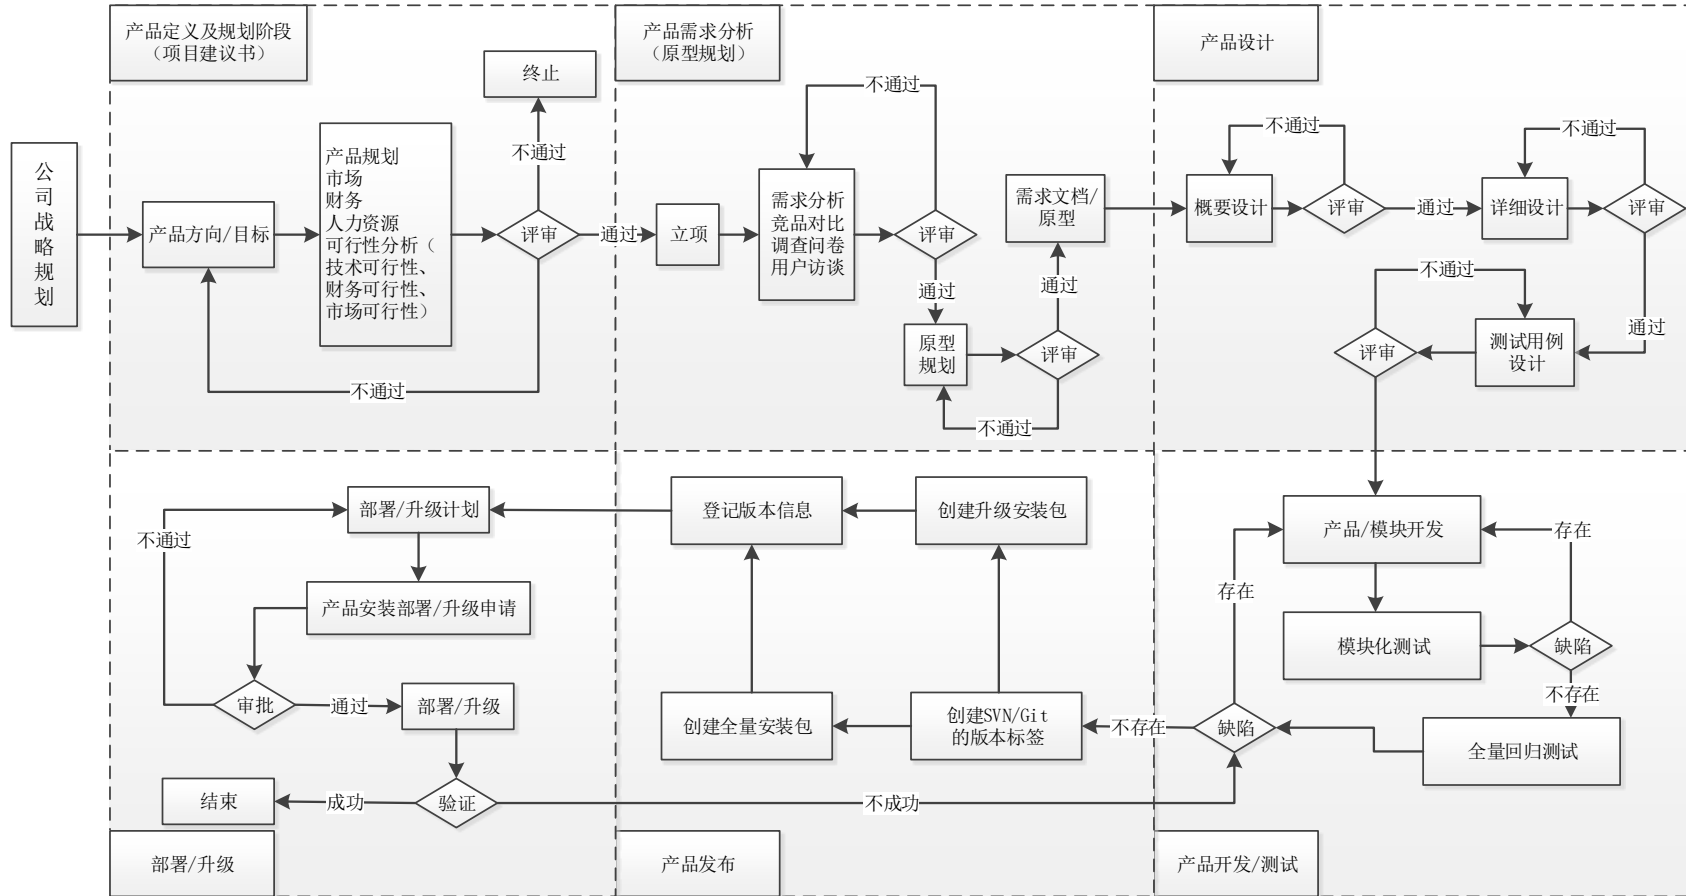 产品定义及规划阶段
（项目建议书）
终止
不通过
公
司
战
略
规
划
产品方向/目标
产品规划
市场
财务
人力资源
可行性分析（
技术可行性、
财务可行性、
市场可行性）
评审
通过
不通过
产品需求分析
（原型规划）
不通过
立项
需求分析
竞品对比
调查问卷
用户访谈
评审
通过
原型
规划
评审
不通过
通过
需求文档/
原型
产品设计
不通过
概要设计
评审
通过
不通过
详细设计
评审
通过
不通过
测试用例
设计
评审
产品/模块开发
存在
存在
模块化测试
缺陷
不存在
全量回归测试
缺陷
不存在
产品开发/测试
登记版本信息
创建升级安装包
创建全量安装包
创建SVN/Git
的版本标签
产品发布
部署/升级计划
不通过
产品安装部署/升级申请
审批
通过
部署/升级
结束
成功
验证
不成功
部署/升级